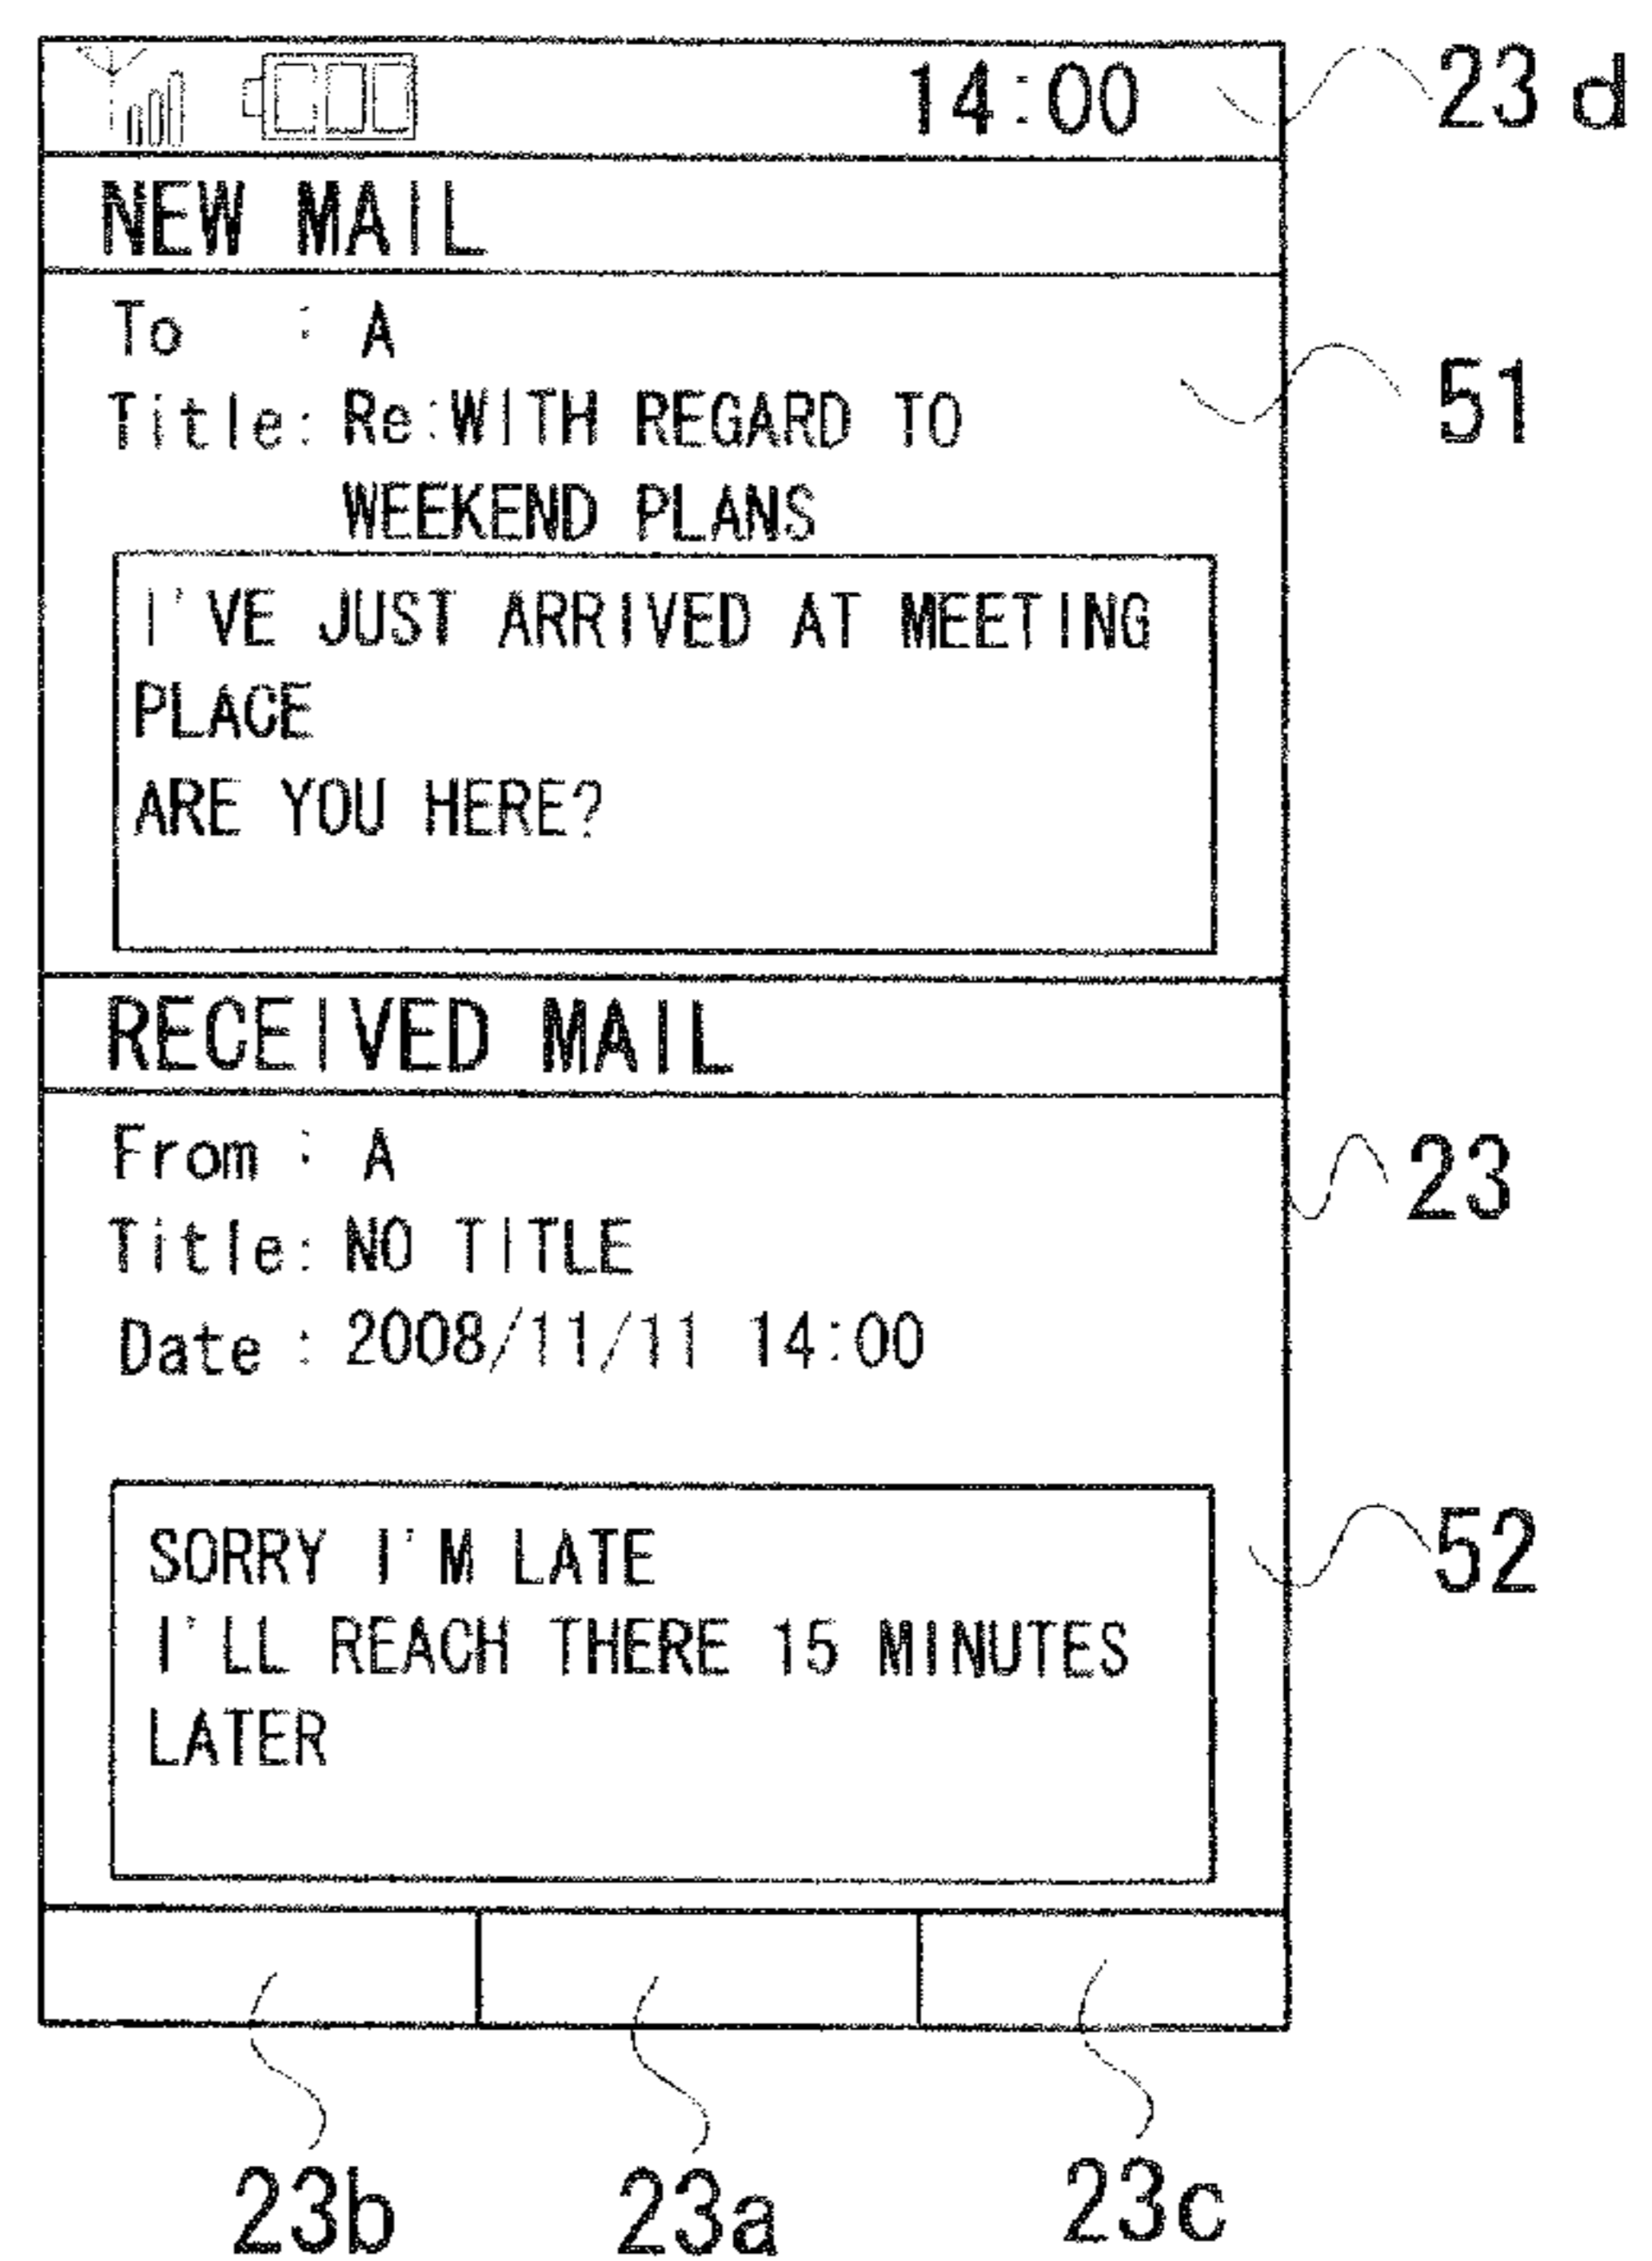 14:00
23d
NEW MAIL
To : A
51
Title: Re:WITH REGARD TO
WEEKEND PLANS
I'VE JUST ARRIVED AT MEETING
PLACE
ARE YOU HERE?
RECEIVED MAIL
From : A
23
Title: NO TITLE
Date : 2008/11/11 14:00
52
SORRY I'M LATE
I'LL REACH THERE 15 MINUTES
LATER
23b 23a 23c